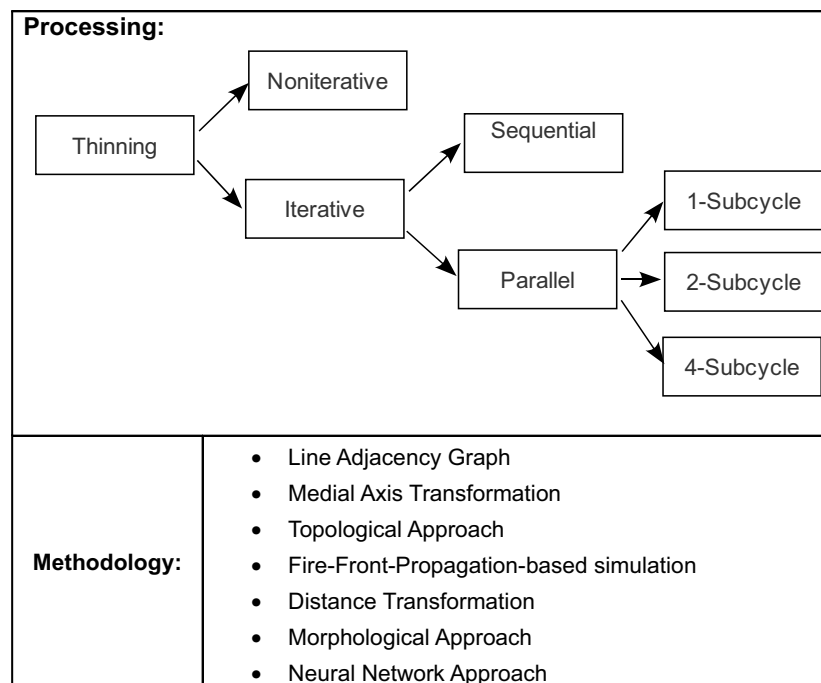 Processing:
Noniterative
Thinning
Sequential
Iterative
1-Subcycle
Parallel
2-Subcycle
4-Subcycle
Methodology:
• Line Adjacency Graph
• Medial Axis Transformation
• Topological Approach
• Fire-Front-Propagation-based simulation
• Distance Transformation
• Morphological Approach
• Neural Network Approach